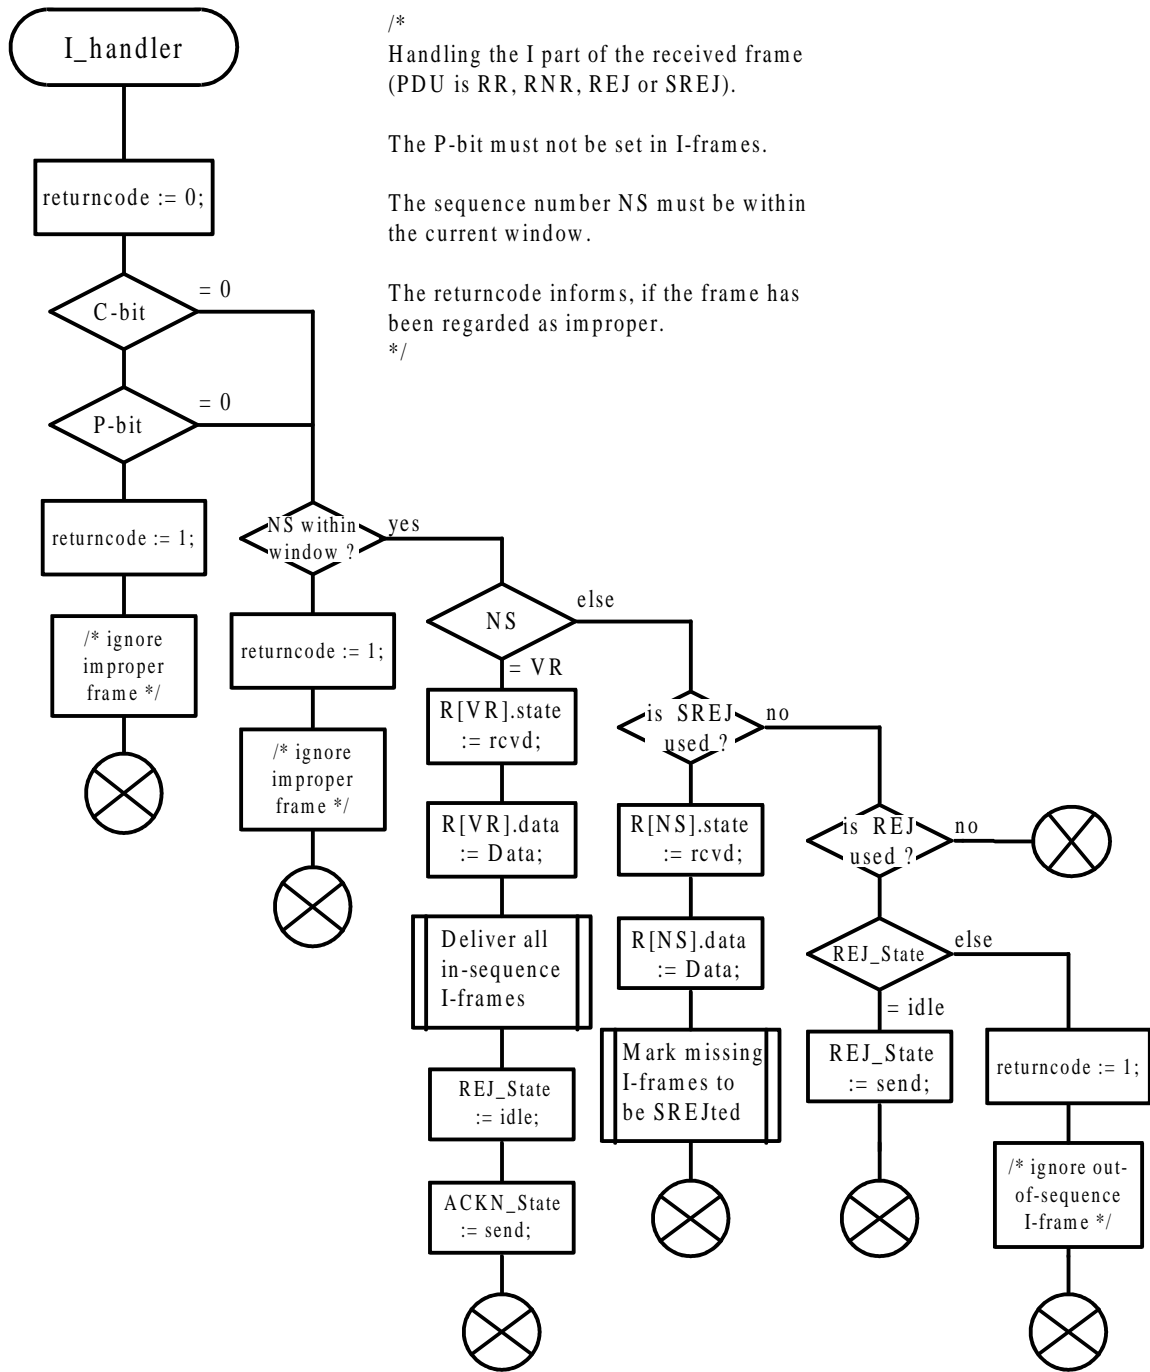 I_handler
/*
Handling the I part of the received frame
(PDU is RR, RNR, REJ or SREJ).
The P-bit must not be set in I-frames.
The sequence number NS must be within
the current window.
The returncode informs, if the frame has
been regarded as improper.
*/
returncode := 0;
C-bit
= 0
P-bit
= 0
returncode := 1;
/* ignore
improper
frame */
NS within
window ?
yes
returncode := 1;
/* ignore
improper
frame */
NS
else
= VR
R[VR].state
:= rcvd;
R[VR].data
:= Data;
Deliver all
in-sequence
I-frames
REJ_State
:= idle;
ACKN_State
:= send;
is SREJ
used ?
no
R[NS].state
:= rcvd;
R[NS].data
:= Data;
Mark missing
I-frames to
be SREJted
is REJ
used ?
no
REJ_State
else
= idle
REJ_State
:= send;
returncode := 1;
/* ignore out-
of-sequence
I-frame */